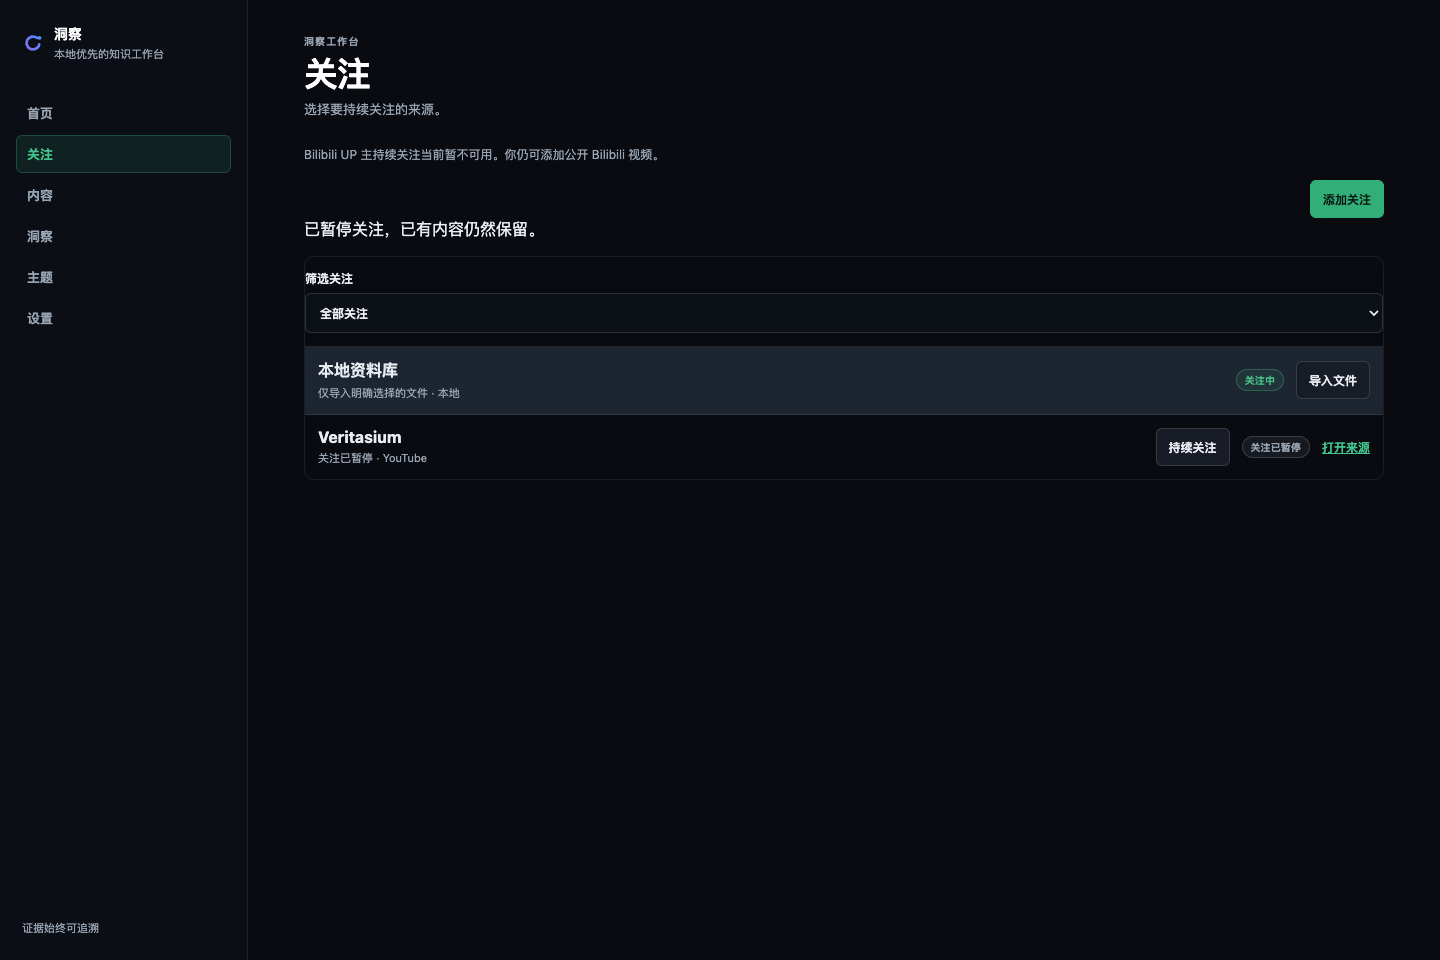 洞察
本地优先的知识工作台
首页
关注
内容
洞察
主题
设置
证据始终可追溯
洞察工作台
关注
选择要持续关注的来源。
Bilibili UP 主持续关注当前暂不可用。你仍可添加公开 Bilibili 视频。
添加关注
已暂停关注，已有内容仍然保留。
筛选关注
全部关注
本地资料库
仅导入明确选择的文件 · 本地
关注中
导入文件
Veritasium
关注已暂停 · YouTube
持续关注
关注已暂停
打开来源